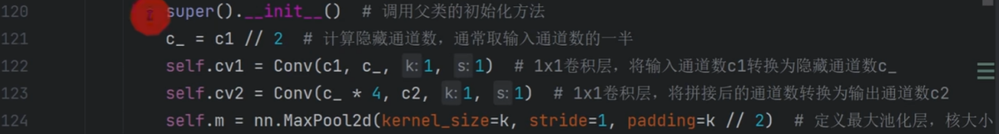 120 super().__init__() # 调用父类的初始化方法
121 c_ = c1 // 2 # 计算隐藏通道数，通常取输入通道数的一半
122 self.cv1 = Conv(c1, c_, k: 1, s: 1) # 1x1卷积层，将输入通道数c1转换为隐藏通道数c_
123 self.cv2 = Conv(c_ * 4, c2, k: 1, s: 1) # 1x1卷积层，将拼接后的通道数转换为输出通道数c2
124 self.m = nn.MaxPool2d(kernel_size=k, stride=1, padding=k // 2) # 定义最大池化层，核大小